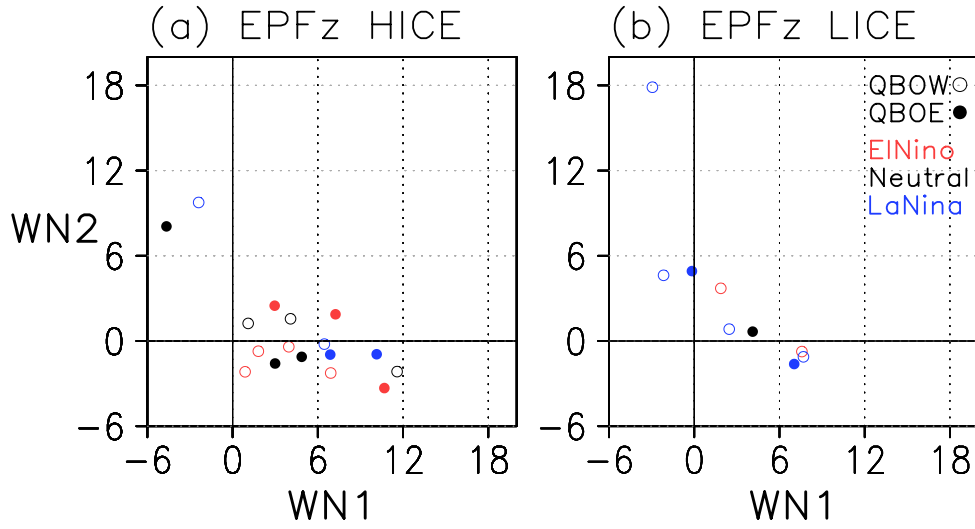 (a) EPFz HICE
(b) EPFz LICE
18
12
WN2
6
0
−6
−6 0 6 12 18
WN1
18
12
6
0
−6
−6 0 6 12 18
WN1
QBOW
QBOE
ElNino
Neutral
LaNina